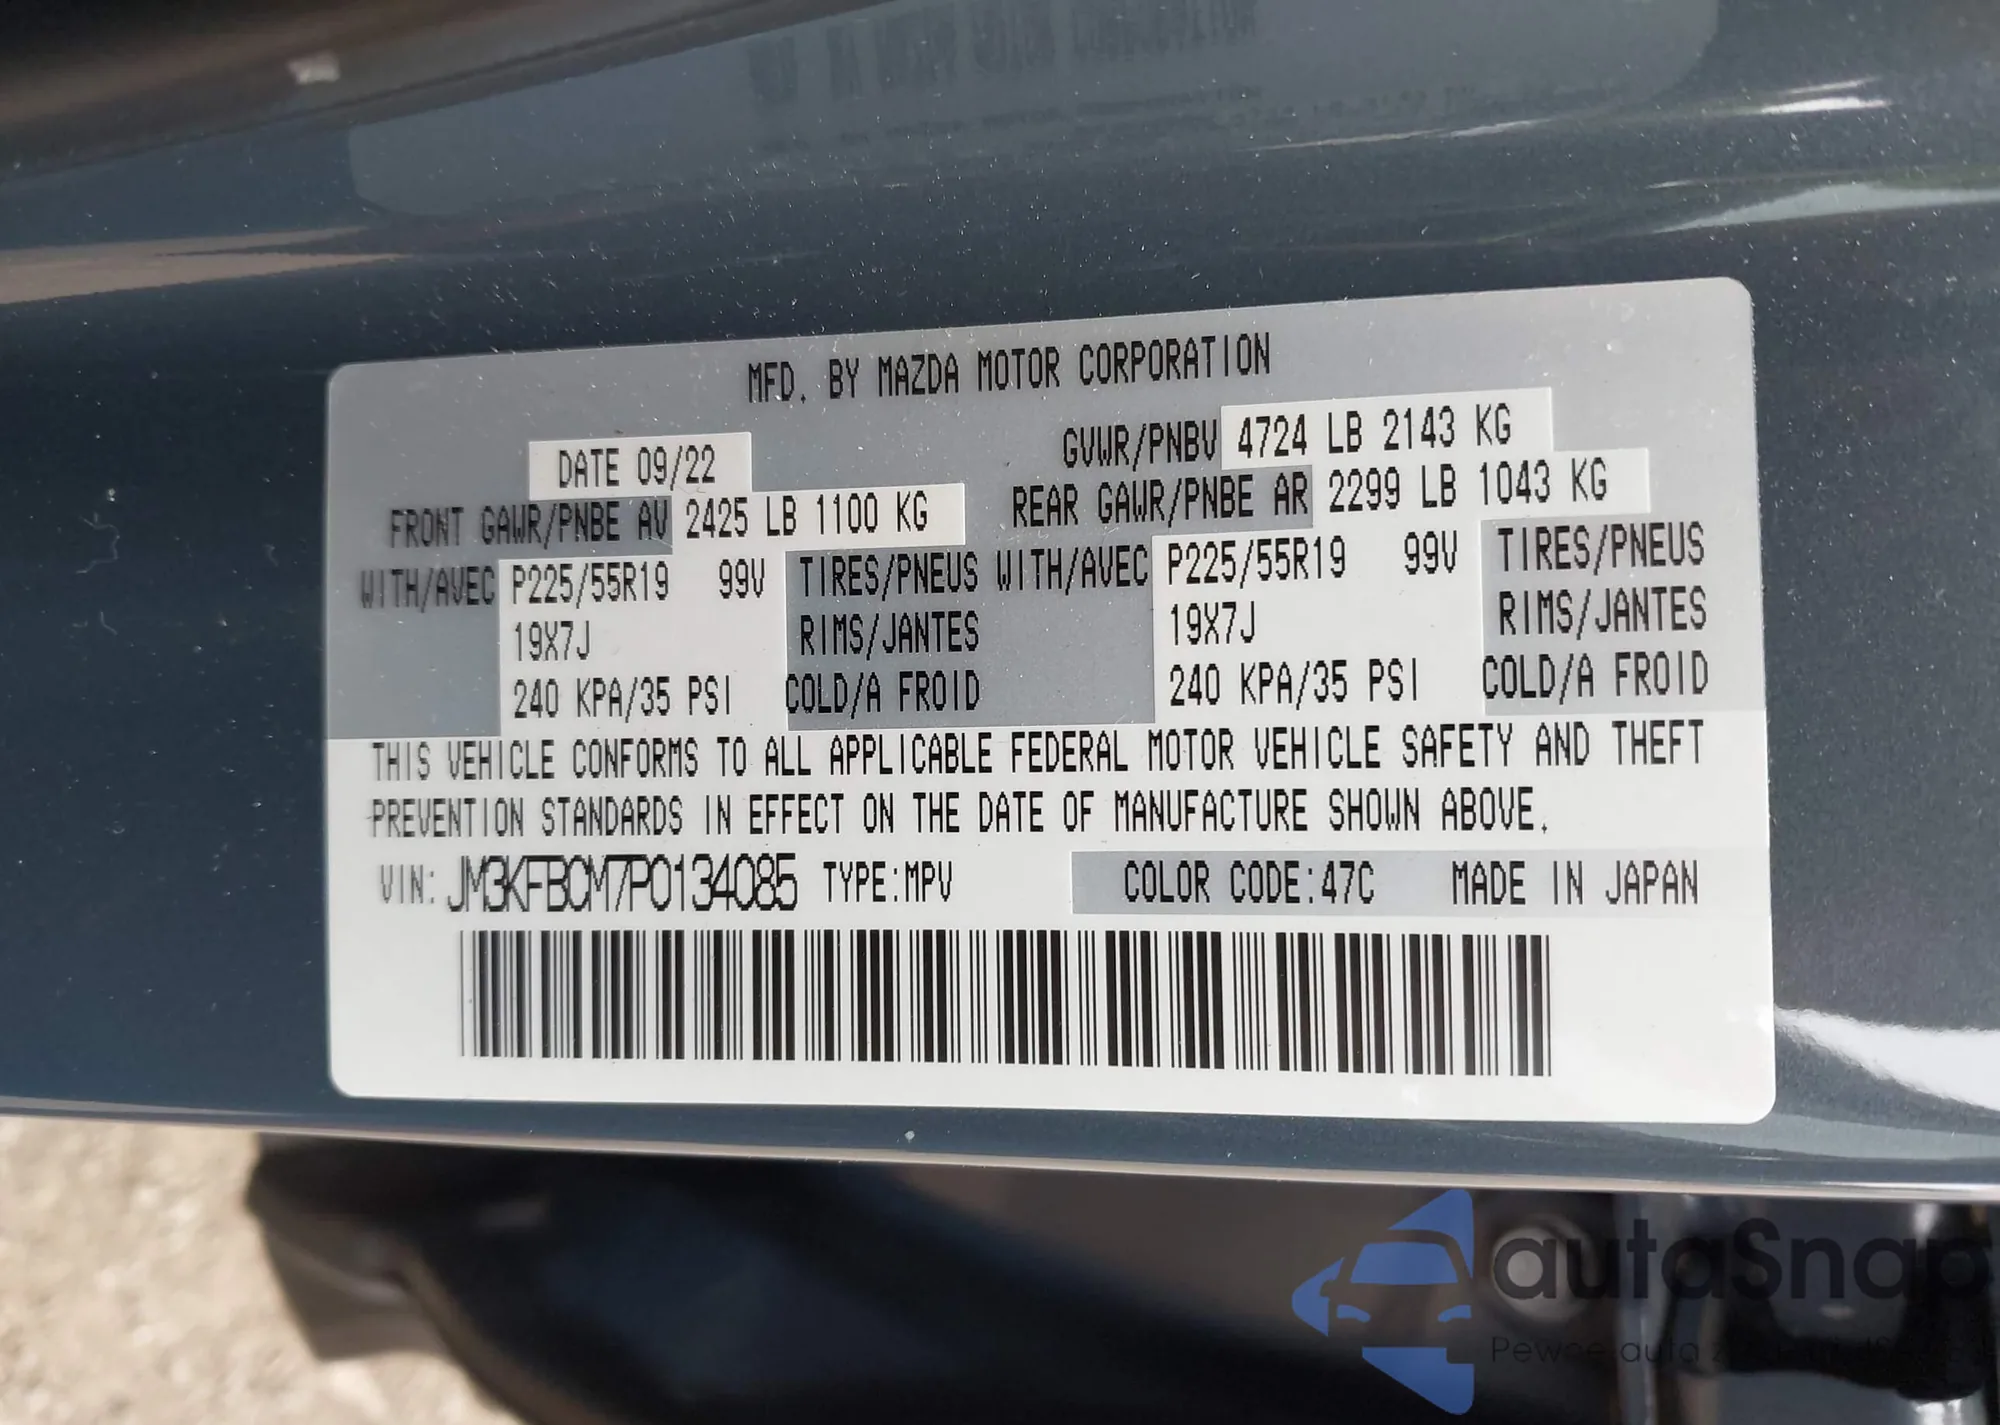 MFD. BY MAZDA MOTOR CORPORATION
DATE 09/22 GVWR/PNBV 4724 LB 2143 KG
FRONT GAWR/PNBE AV 2425 LB 1100 KG REAR GAWR/PNBE AR 2299 LB 1043 KG
WITH/AVEC P225/55R19 99V TIRES/PNEUS WITH/AVEC P225/55R19 99V TIRES/PNEUS
19X7J RIMS/JANTES 19X7J RIMS/JANTES
240 KPA/35 PSI COLD/A FROID 240 KPA/35 PSI COLD/A FROID
THIS VEHICLE CONFORMS TO ALL APPLICABLE FEDERAL MOTOR VEHICLE SAFETY AND THEFT
PREVENTION STANDARDS IN EFFECT ON THE DATE OF MANUFACTURE SHOWN ABOVE.
VIN: JM3KFBCM7P0134085 TYPE:MPV COLOR CODE:47C MADE IN JAPAN
autaSnap
Pewne auta